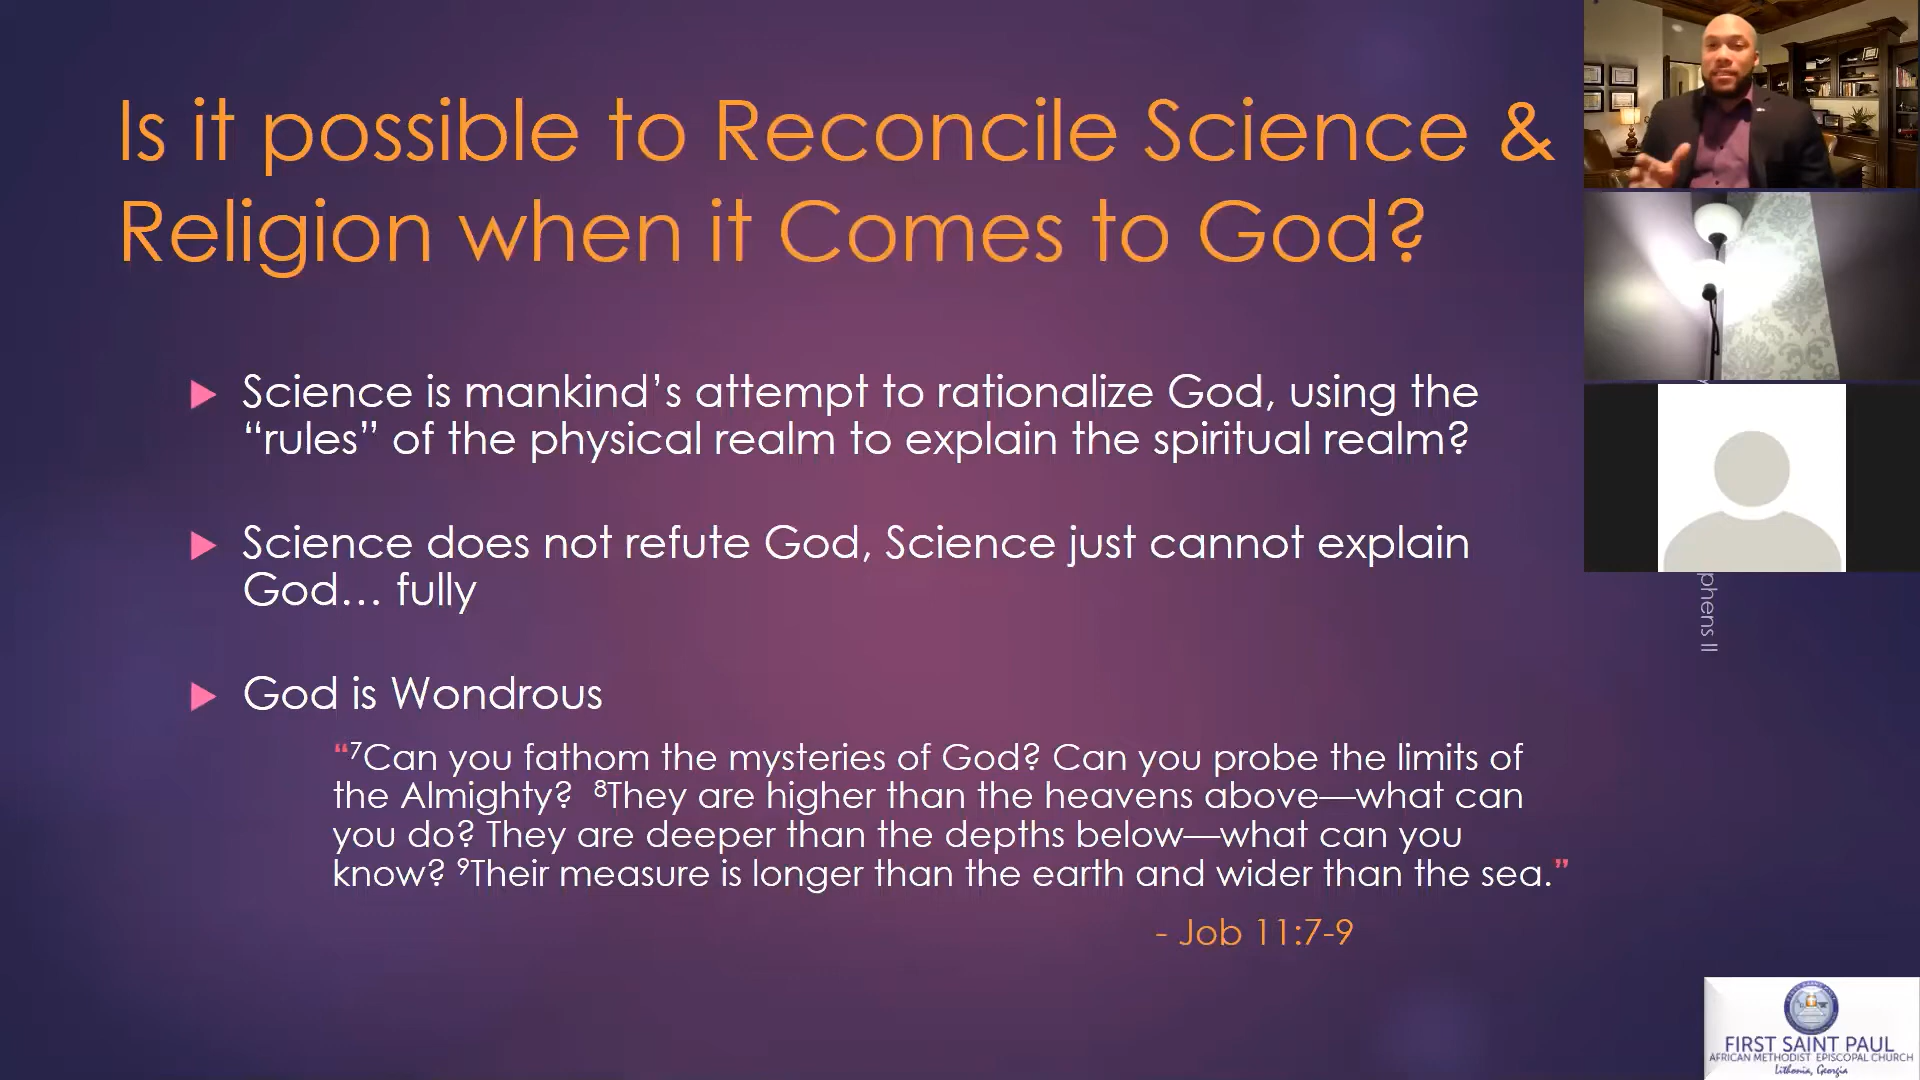 Is it possible to Reconcile Science &
Religion when it Comes to God?
Science is mankind’s attempt to rationalize God, using the
“rules” of the physical realm to explain the spiritual realm?
Science does not refute God, Science just cannot explain
God… fully
God is Wondrous
“⁷Can you fathom the mysteries of God? Can you probe the limits of
the Almighty? ⁸They are higher than the heavens above—what can
you do? They are deeper than the depths below—what can you
know? ⁹Their measure is longer than the earth and wider than the sea.”
- Job 11:7-9
phens II
FIRST SAINT PAUL
AFRICAN METHODIST EPISCOPAL CHURCH
Lithonia, Georgia